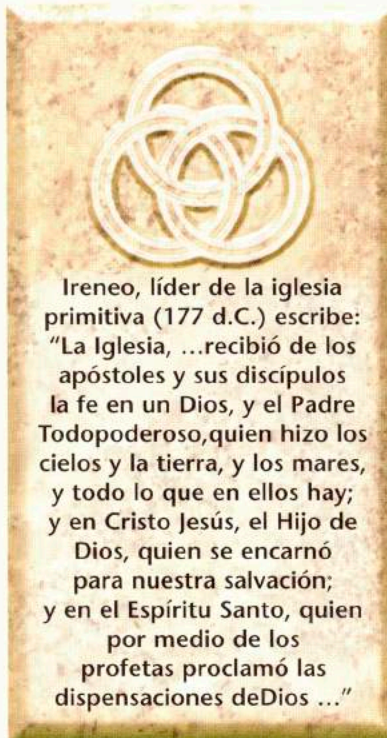 Ireneo, líder de la iglesia
primitiva (177 d.C.) escribe:
“La Iglesia, ...recibió de los
apóstoles y sus discípulos
la fe en un Dios, y el Padre
Todopoderoso,quien hizo los
cielos y la tierra, y los mares,
y todo lo que en ellos hay;
y en Cristo Jesús, el Hijo de
Dios, quien se encarnó
para nuestra salvación;
y en el Espíritu Santo, quien
por medio de los
profetas proclamó las
dispensaciones deDios ...”